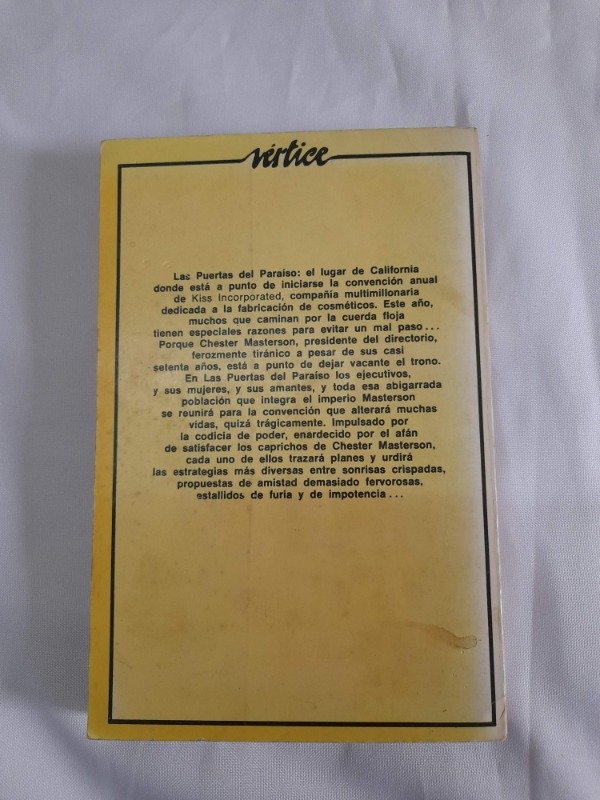 vértice
Las Puertas del Paraíso: el lugar de California
donde está a punto de iniciarse la convención anual
de Kiss Incorporated, compañía multimillonaria
dedicada a la fabricación de cosméticos. Este año,
muchos que caminan por la cuerda floja
tienen especiales razones para evitar un mal paso...
Porque Chester Masterson, presidente del directorio,
ferozmente tiránico a pesar de sus casi
setenta años, está a punto de dejar vacante el trono.
En Las Puertas del Paraíso los ejecutivos,
y sus mujeres, y sus amantes, y toda esa abigarrada
población que integra el imperio Masterson
se reunirá para la convención que alterará muchas
vidas, quizá trágicamente. Impulsado por
la codicia de poder, enardecido por el afán
de satisfacer los caprichos de Chester Masterson,
cada uno de ellos trazará planes y urdirá
las estrategias más diversas entre sonrisas crispadas,
propuestas de amistad demasiado fervorosas,
estallidos de furia y de impotencia...